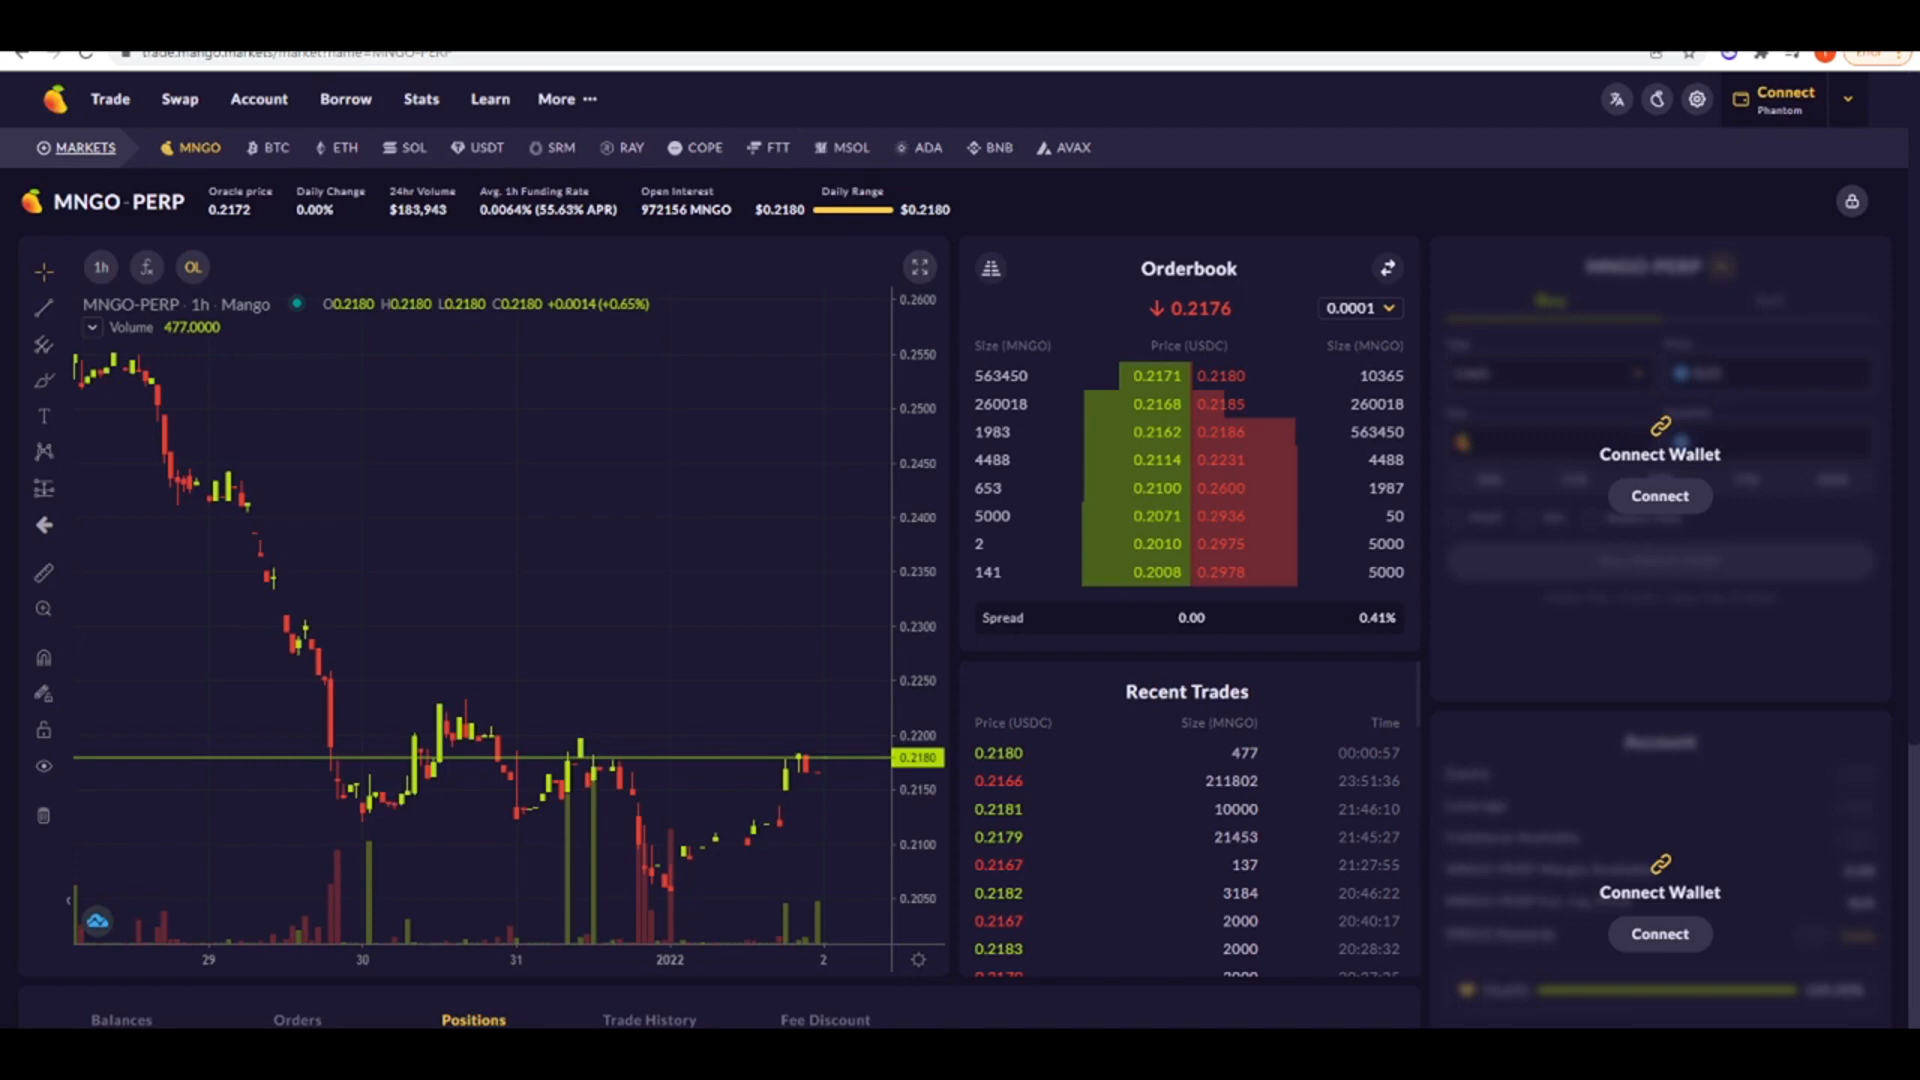 trade.mango.markets/market?name=MNGO-PERP
Trade Swap Account Borrow Stats Learn More ···
Connect
Phantom
MARKETS MNGO BTC ETH SOL USDT SRM RAY COPE FTT MSOL ADA BNB AVAX
MNGO-PERP
Oracle price Daily Change 24hr Volume Avg. 1h Funding Rate Open Interest Daily Range
0.2172 0.00% $183,943 0.0064% (55.63% APR) 972156 MNGO $0.2180 $0.2180
1h fx OL
MNGO-PERP · 1h · Mango O0.2180 H0.2180 L0.2180 C0.2180 +0.0014 (+0.65%)
Volume 477.0000
0.2600
0.2550
0.2500
0.2450
0.2400
0.2350
0.2300
0.2250
0.2200
0.2180
0.2150
0.2100
0.2050
29 30 31 2022 2
Orderbook
0.2176 0.0001
Size (MNGO) Price (USDC) Size (MNGO)
563450 0.2171 0.2180 10365
260018 0.2168 0.2185 260018
1983 0.2162 0.2186 563450
4488 0.2114 0.2231 4488
653 0.2100 0.2600 1987
5000 0.2071 0.2936 50
2 0.2010 0.2975 5000
141 0.2008 0.2978 5000
Spread 0.00 0.41%
Recent Trades
Price (USDC) Size (MNGO) Time
0.2180 477 00:00:57
0.2166 211802 23:51:36
0.2181 10000 21:46:10
0.2179 21453 21:45:27
0.2167 137 21:27:55
0.2182 3184 20:46:22
0.2167 2000 20:40:17
0.2183 2000 20:28:32
Connect Wallet
Connect
Connect Wallet
Connect
Balances Orders Positions Trade History Fee Discount